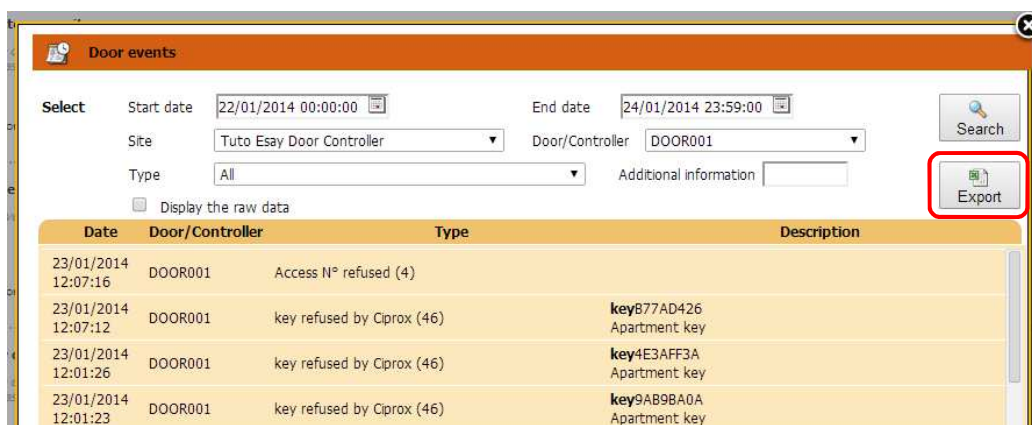 Door events
Select Start date 22/01/2014 00:00:00 End date 24/01/2014 23:59:00
Search
Site Tuto Esay Door Controller Door/Controller DOOR001
Type All Additional information
Export
Display the raw data
Date Door/Controller Type Description
23/01/2014
12:07:16 DOOR001 Access N° refused (4)
23/01/2014
12:07:12 DOOR001 key refused by Ciprox (46) keyB77AD426
Apartment key
23/01/2014
12:01:26 DOOR001 key refused by Ciprox (46) key4E3AFF3A
Apartment key
23/01/2014
12:01:23 DOOR001 key refused by Ciprox (46) key9AB9BA0A
Apartment key